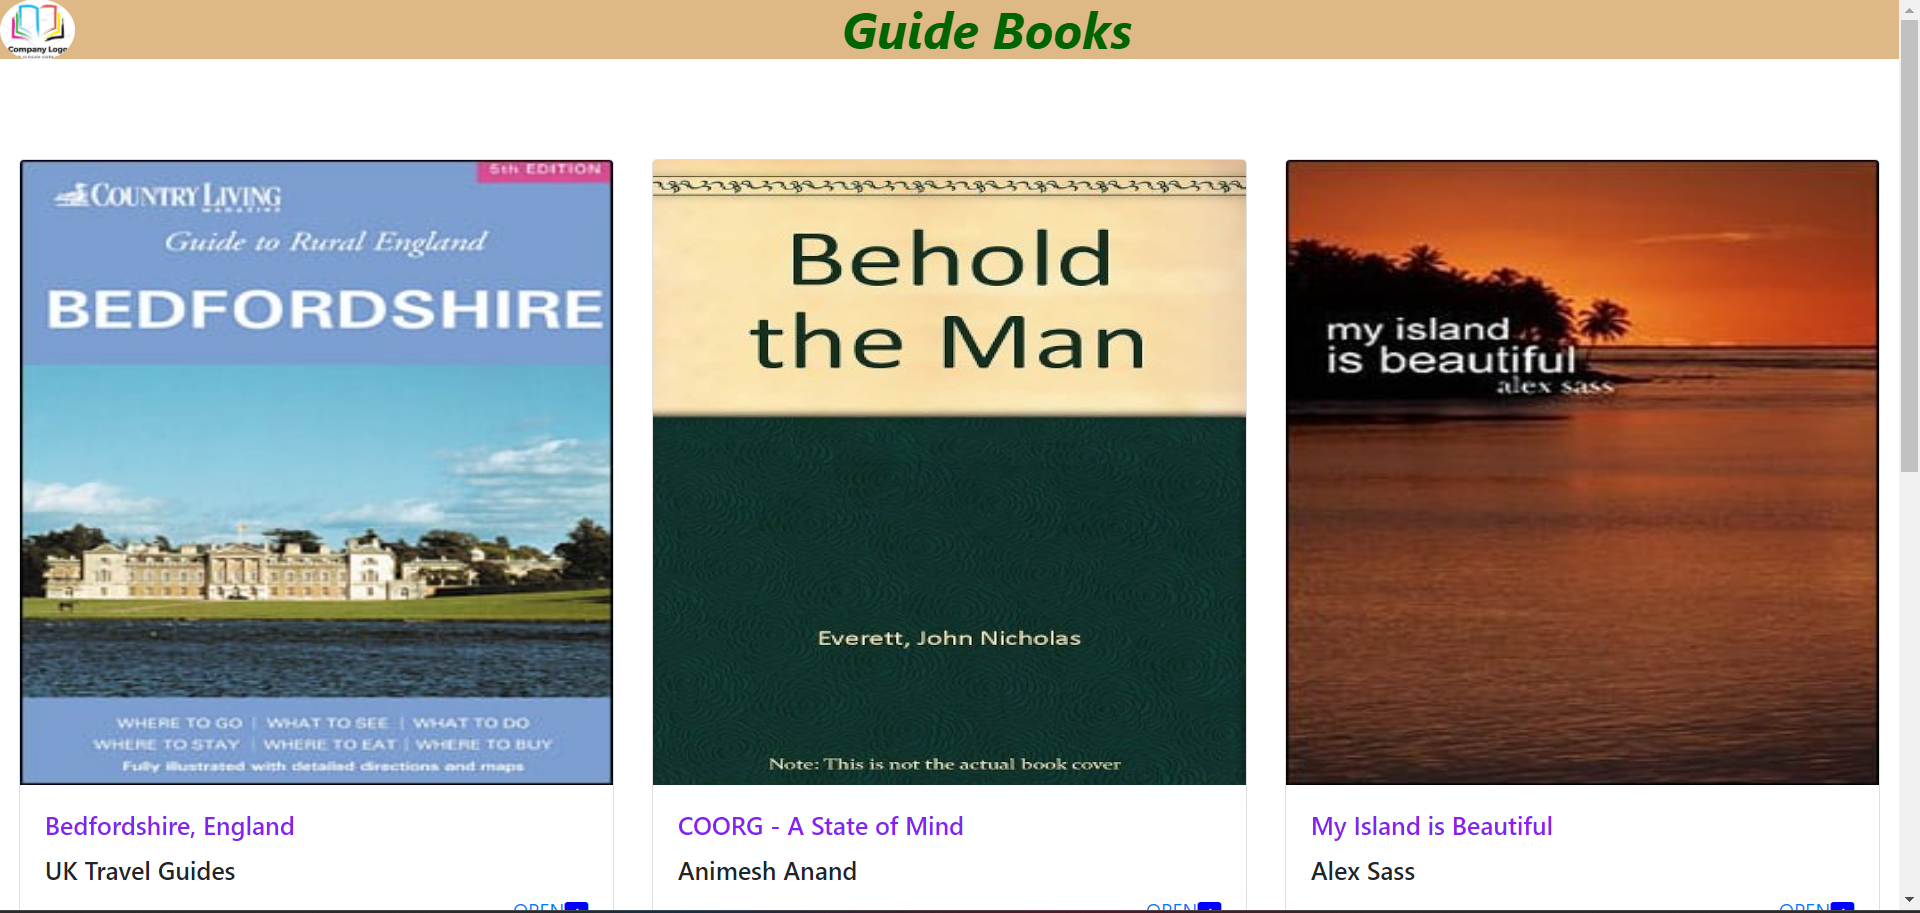 Company Logo
Guide Books
5th EDITION
COUNTRY LIVING
MAGAZINE
Guide to Rural England
BEDFORDSHIRE
WHERE TO GO | WHAT TO SEE | WHAT TO DO
WHERE TO STAY | WHERE TO EAT | WHERE TO BUY
Fully illustrated with detailed directions and maps
Bedfordshire, England
UK Travel Guides
OPEN
Behold
the Man
Everett, John Nicholas
Note: This is not the actual book cover
COORG - A State of Mind
Animesh Anand
OPEN
my island
is beautiful
alex sass
My Island is Beautiful
Alex Sass
OPEN